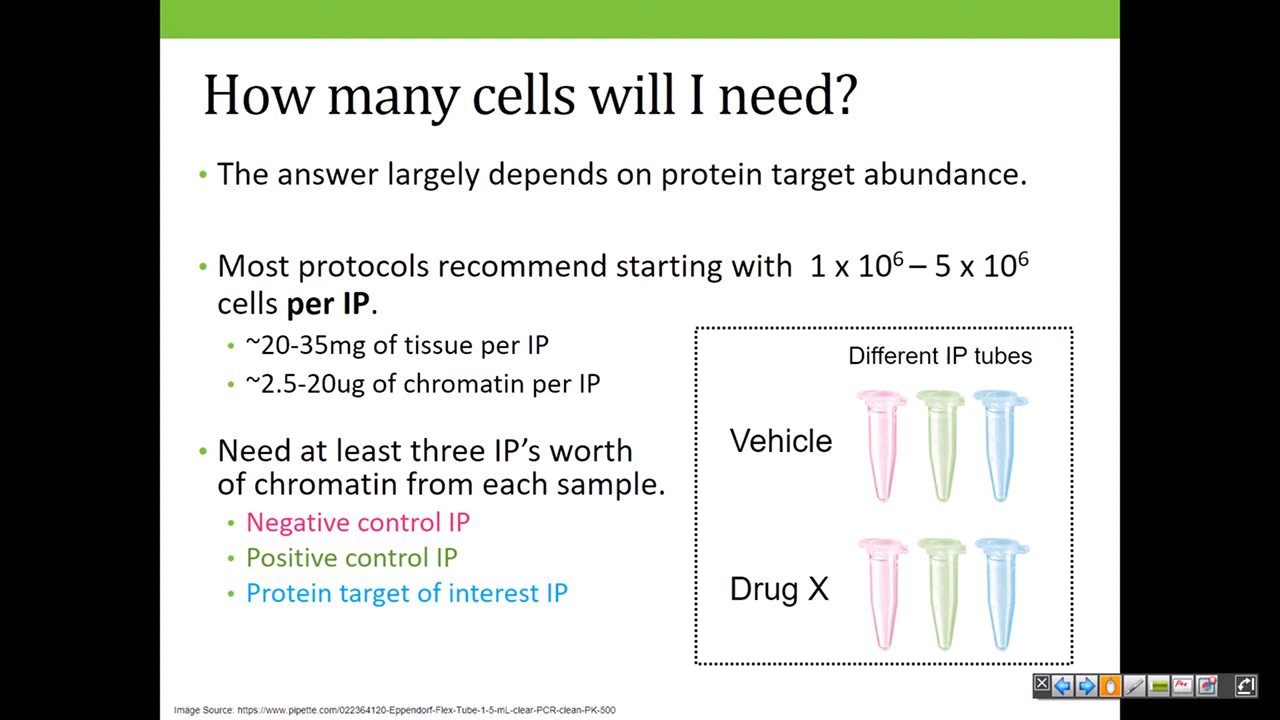 How many cells will I need?
• The answer largely depends on protein target abundance.
• Most protocols recommend starting with 1 x 10⁶ – 5 x 10⁶
cells per IP.
• ~20-35mg of tissue per IP
• ~2.5-20ug of chromatin per IP
• Need at least three IP’s worth
of chromatin from each sample.
• Negative control IP
• Positive control IP
• Protein target of interest IP
Different IP tubes
Vehicle
Drug X
Image Source: https://www.pipette.com/022364120-Eppendorf-Flex-Tube-1-5-mL-clear-PCR-clean-PK-500